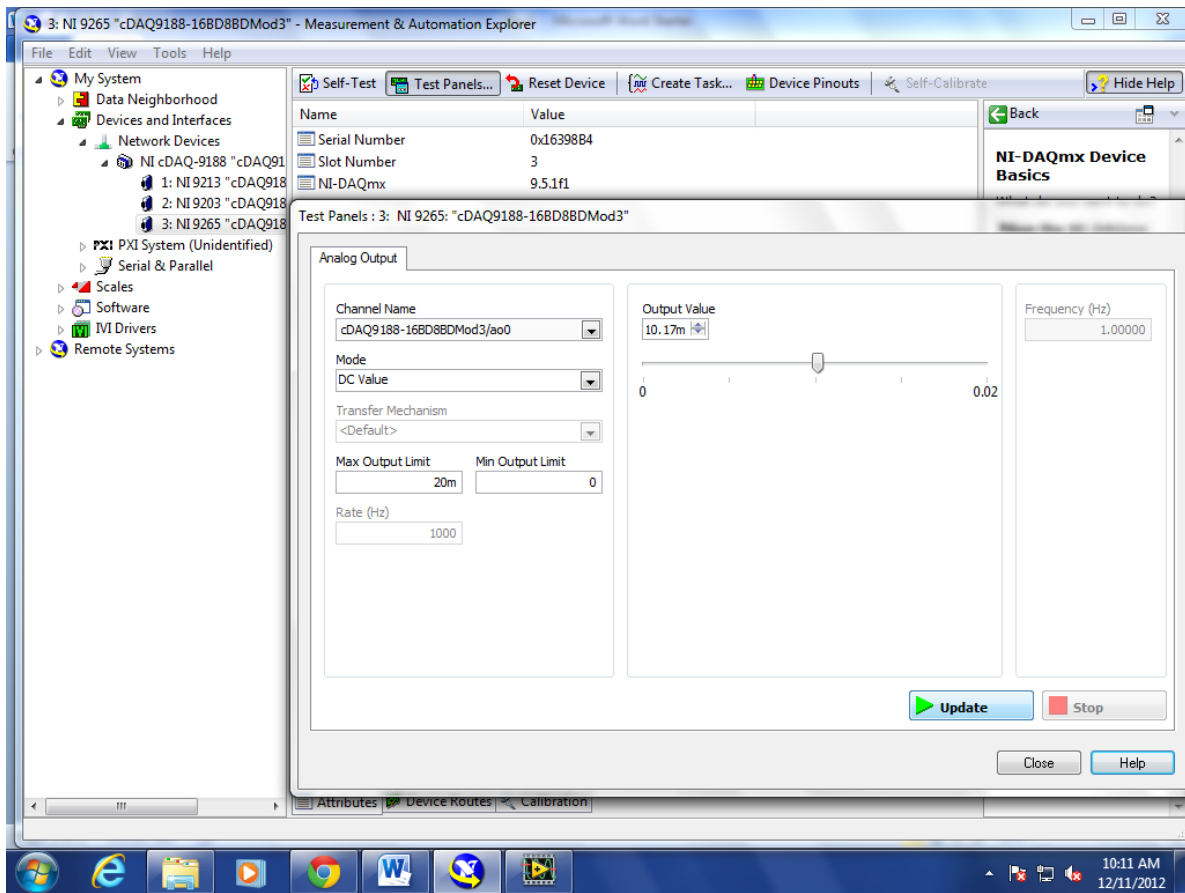 3: NI 9265 "cDAQ9188-16BD8BDMod3" - Measurement & Automation Explorer
File Edit View Tools Help
My System
Data Neighborhood
Devices and Interfaces
Network Devices
NI cDAQ-9188 "cDAQ91
1: NI 9213 "cDAQ918
2: NI 9203 "cDAQ918
3: NI 9265 "cDAQ918
PXI PXI System (Unidentified)
Serial & Parallel
Scales
Software
IVI IVI Drivers
Remote Systems
Self-Test Test Panels... Reset Device Create Task... Device Pinouts Self-Calibrate Hide Help
Name Value
Serial Number 0x16398B4
Slot Number 3
NI-DAQmx 9.5.1f1
Back
NI-DAQmx Device
Basics
Test Panels : 3: NI 9265: "cDAQ9188-16BD8BDMod3"
Analog Output
Channel Name
cDAQ9188-16BD8BDMod3/ao0
Mode
DC Value
Transfer Mechanism
<Default>
Max Output Limit Min Output Limit
20m 0
Rate (Hz)
1000
Output Value
10.17m
0 0.02
Frequency (Hz)
1.00000
Update Stop
Close Help
Attributes Device Routes Calibration
10:11 AM
12/11/2012